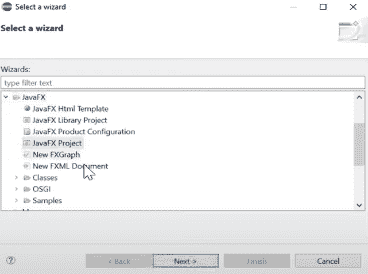 Select a wizard
Select a wizard
Wizards:
type filter text
JavaFX
JavaFX Html Template
JavaFX Library Project
JavaFX Product Configuration
JavaFX Project
New FXGraph
New FXML Document
Classes
OSGI
Samples
< Back
Next >
Finish
Cancel